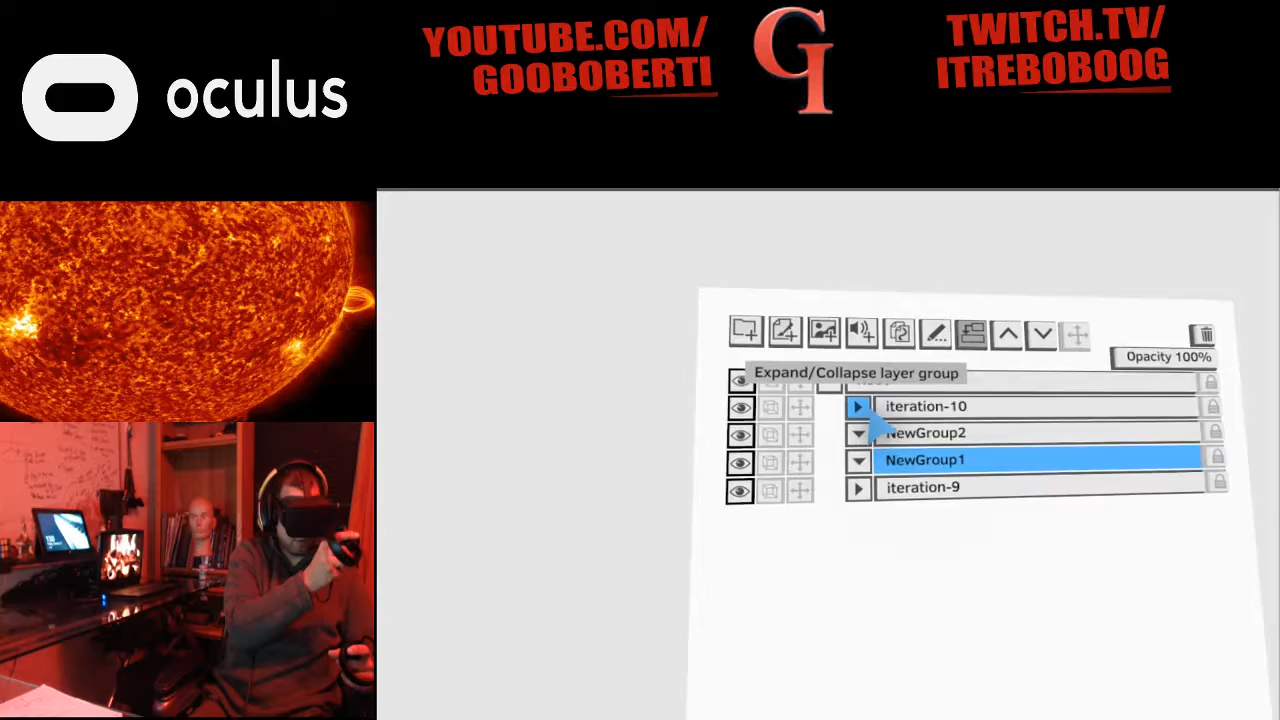 YOUTUBE.COM/
GOOBOBERTI
GI
TWITCH.TV/
ITREBOBOOG
oculus
Opacity 100%
Expand/Collapse layer group
iteration-10
NewGroup2
NewGroup1
iteration-9